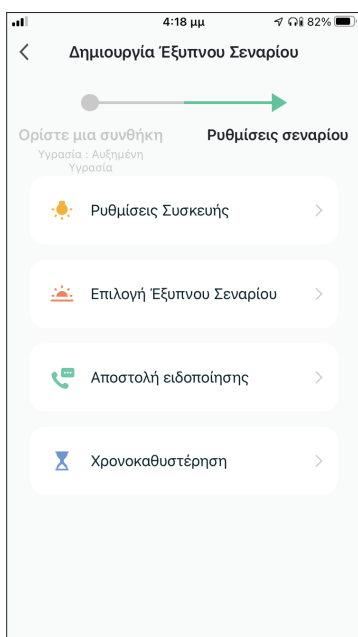 4:18 μμ 82%
Δημιουργία Έξυπνου Σεναρίου
Ορίστε μια συνθήκη Ρυθμίσεις σεναρίου
Υγρασία : Αυξημένη
Υγρασία
Ρυθμίσεις Συσκευής
Επιλογή Έξυπνου Σεναρίου
Αποστολή ειδοποίησης
Χρονοκαθυστέρηση